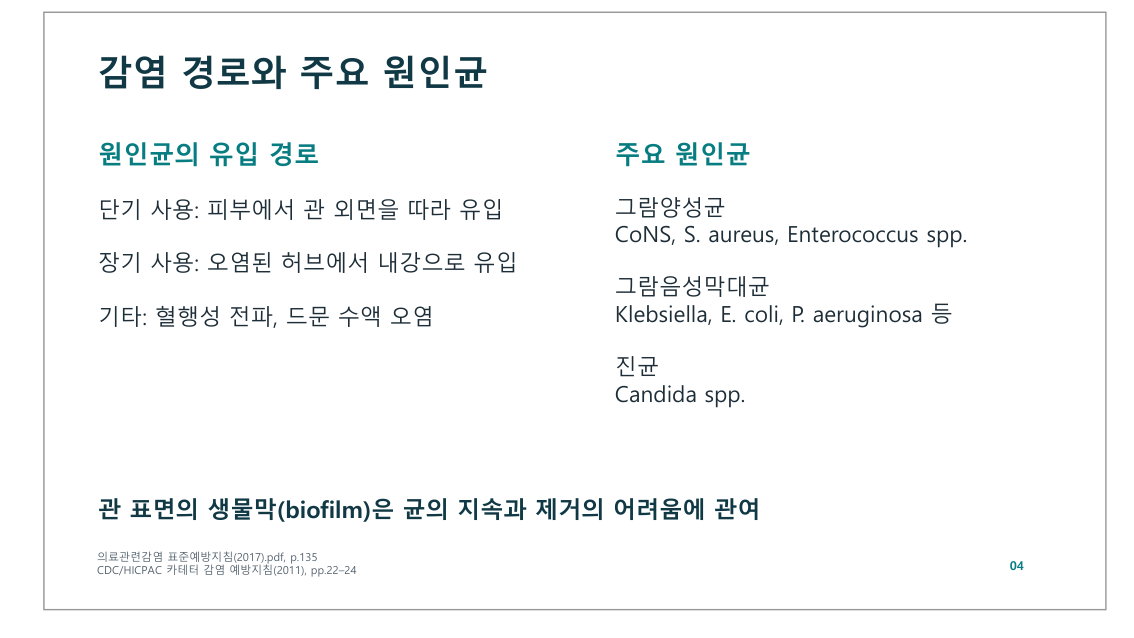 감염 경로와 주요 원인균
원인균의 유입 경로
단기 사용: 피부에서 관 외면을 따라 유입
장기 사용: 오염된 허브에서 내강으로 유입
기타: 혈행성 전파, 드문 수액 오염
주요 원인균
그람양성균
CoNS, S. aureus, Enterococcus spp.
그람음성막대균
Klebsiella, E. coli, P. aeruginosa 등
진균
Candida spp.
관 표면의 생물막(biofilm)은 균의 지속과 제거의 어려움에 관여
의료관련감염 표준예방지침(2017).pdf, p.135
CDC/HICPAC 카테터 감염 예방지침(2011), pp.22–24
04